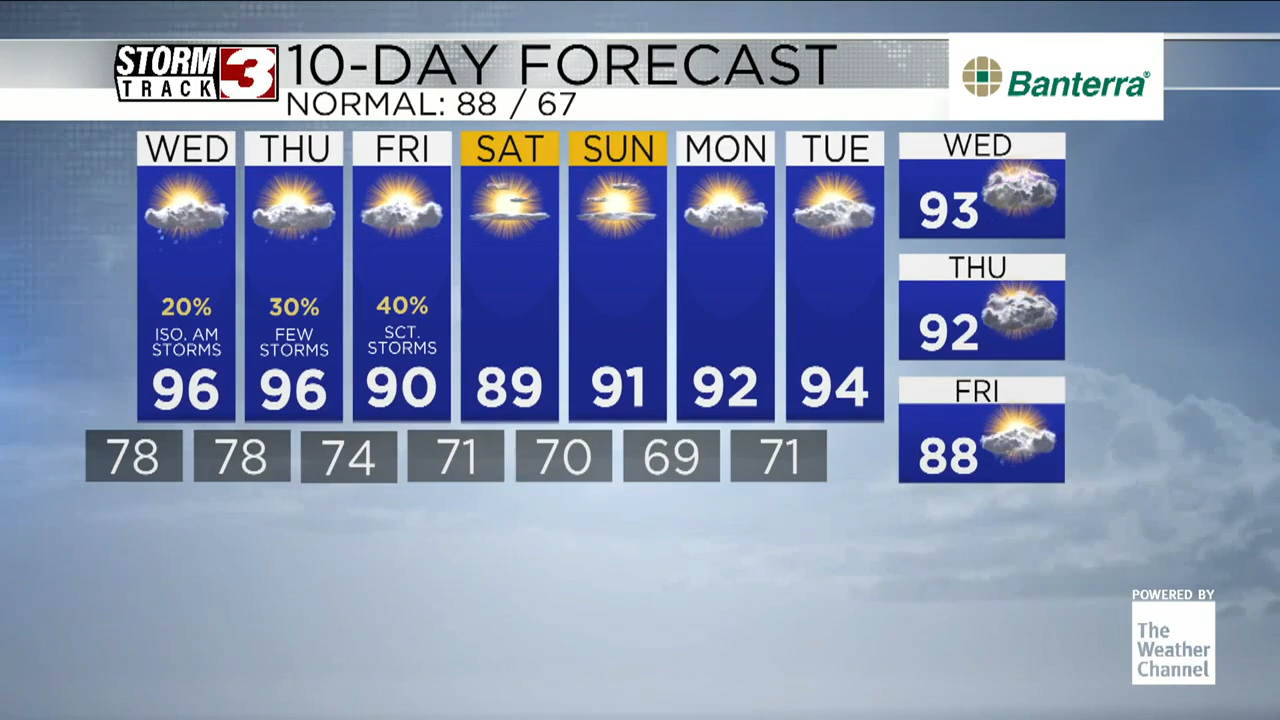 STORM TRACK 3
10-DAY FORECAST
Banterra®
NORMAL: 88 / 67
WED THU FRI SAT SUN MON TUE
20% 30% 40%
ISO. AM STORMS
FEW STORMS
SCT. STORMS
96 96 90 89 91 92 94
78 78 74 71 70 69 71
WED
93
THU
92
FRI
88
POWERED BY
The
Weather
Channel